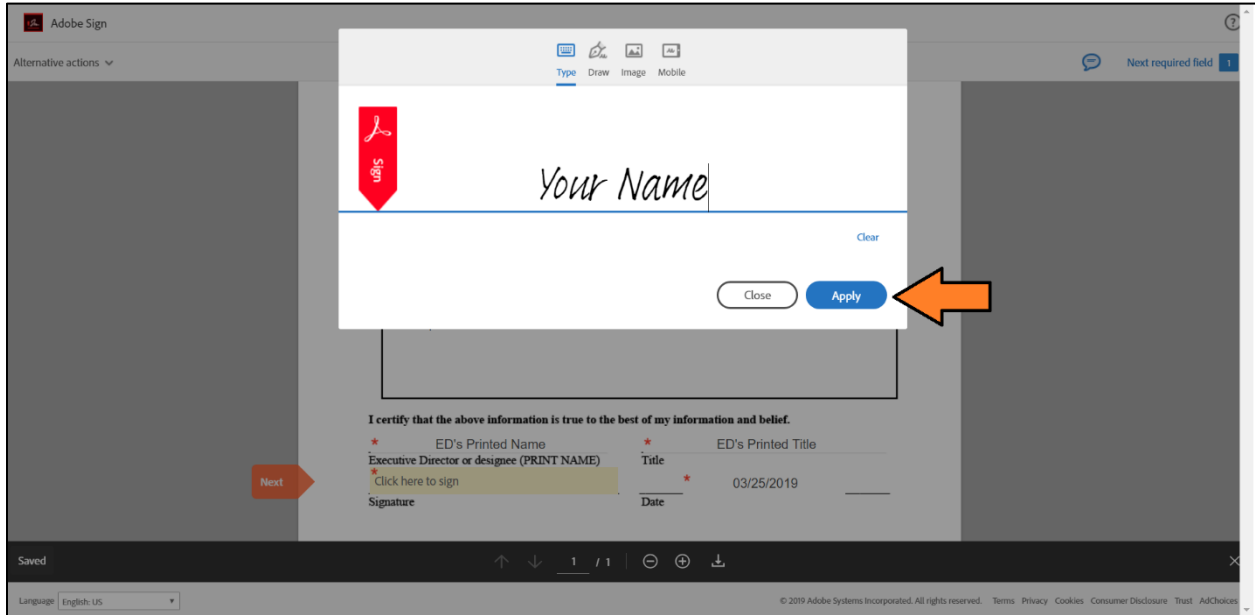 Adobe Sign
Alternative actions
Next required field 1
Type Draw Image Mobile
Sign
Your Name
Clear
Close Apply
I certify that the above information is true to the best of my information and belief.
* ED's Printed Name * ED's Printed Title
Executive Director or designee (PRINT NAME) Title
Next
* Click here to sign * 03/25/2019
Signature Date
Saved
1 / 1
Language English: US
© 2019 Adobe Systems Incorporated. All rights reserved. Terms Privacy Cookies Consumer Disclosure Trust AdChoices